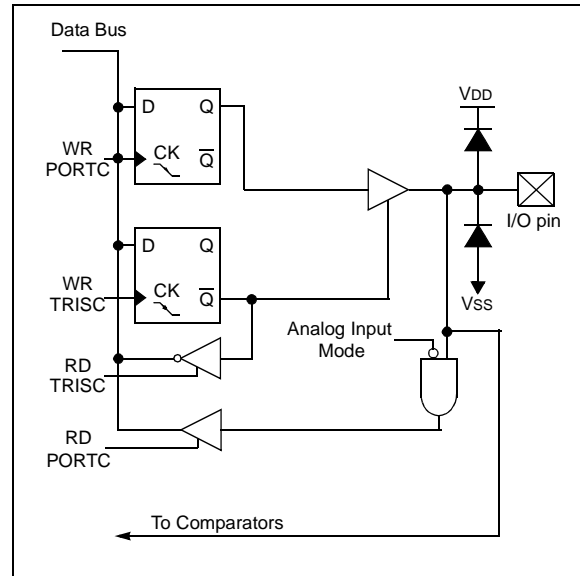 Data Bus
D Q
VDD
WR
PORTC
CK Q
I/O pin
D Q
WR
TRISC
CK Q
VSS
Analog Input
Mode
RD
TRISC
RD
PORTC
To Comparators